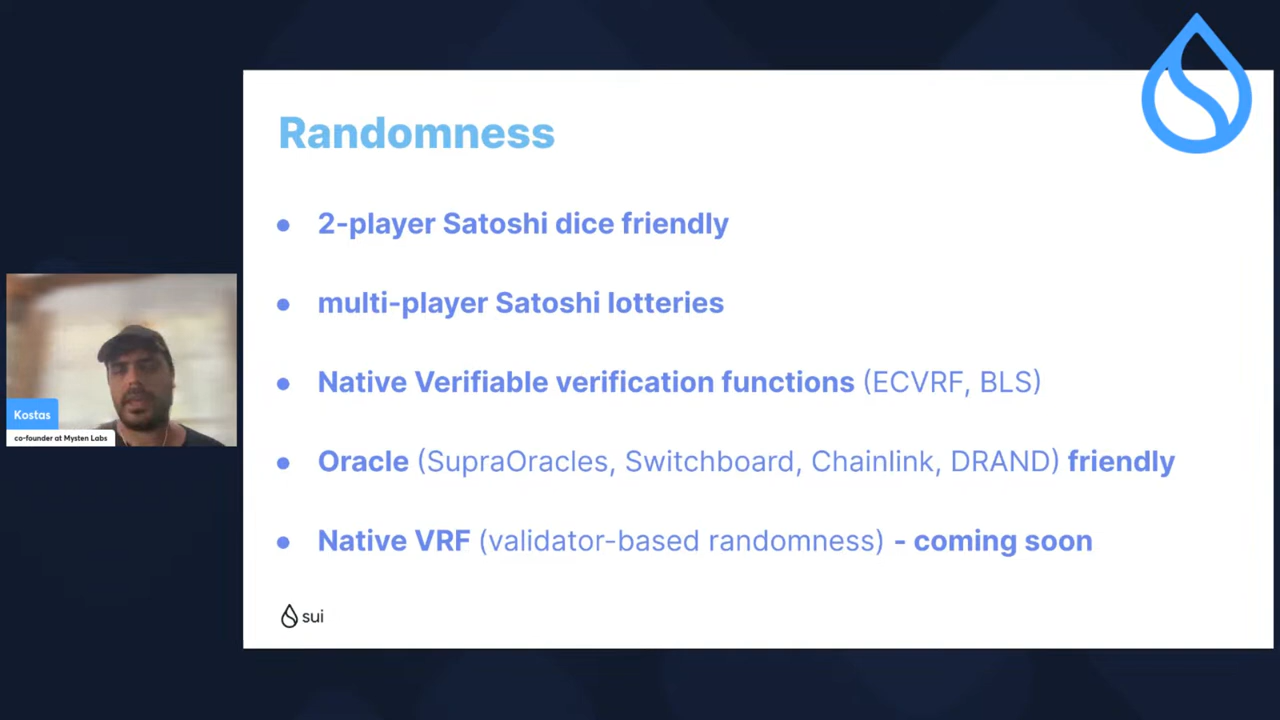 Randomness
● 2-player Satoshi dice friendly
● multi-player Satoshi lotteries
● Native Verifiable verification functions (ECVRF, BLS)
● Oracle (SupraOracles, Switchboard, Chainlink, DRAND) friendly
● Native VRF (validator-based randomness) - coming soon
sui
Kostas
co-founder at Mysten Labs